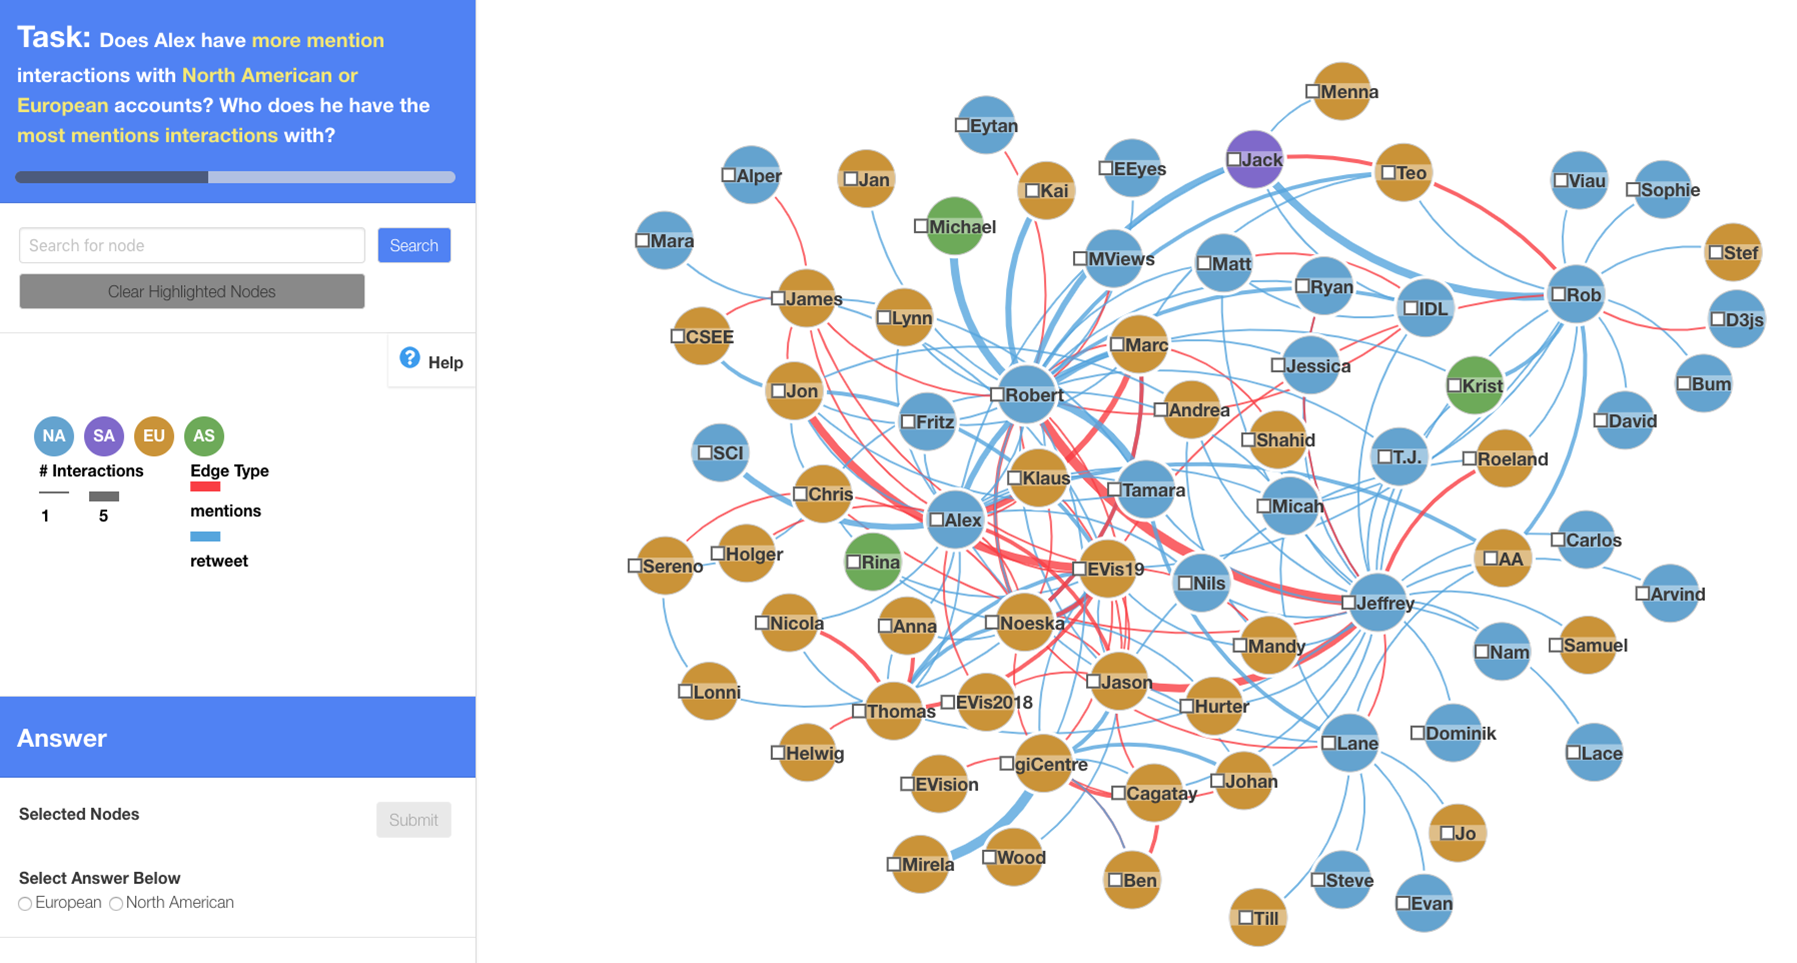 Task: Does Alex have more mention
interactions with North American or
European accounts? Who does he have the
most mentions interactions with?
Search for node
Search
Clear Highlighted Nodes
Help
NA SA EU AS
# Interactions
1 5
Edge Type
mentions
retweet
Answer
Selected Nodes
Submit
Select Answer Below
European North American
Menna
Eytan
Jack
EEyes
Teo
Alper
Jan
Kai
Viau
Sophie
Michael
Mara
Stef
MViews
Matt
Ryan
Rob
James
IDL
Lynn
D3js
CSEE
Marc
Jessica
Krist
Bum
Jon
Robert
Andrea
Fritz
David
Shahid
SCI
T.J.
Roeland
Klaus
Tamara
Chris
Micah
Alex
Carlos
Holger
Sereno
Rina
EVis19
AA
Nils
Arvind
Jeffrey
Nicola
Anna
Noeska
Mandy
Nam
Samuel
Jason
Lonni
EVis2018
Hurter
Thomas
Dominik
Lane
Helwig
Lace
giCentre
EVision
Johan
Cagatay
Jo
Wood
Mirela
Ben
Steve
Evan
Till